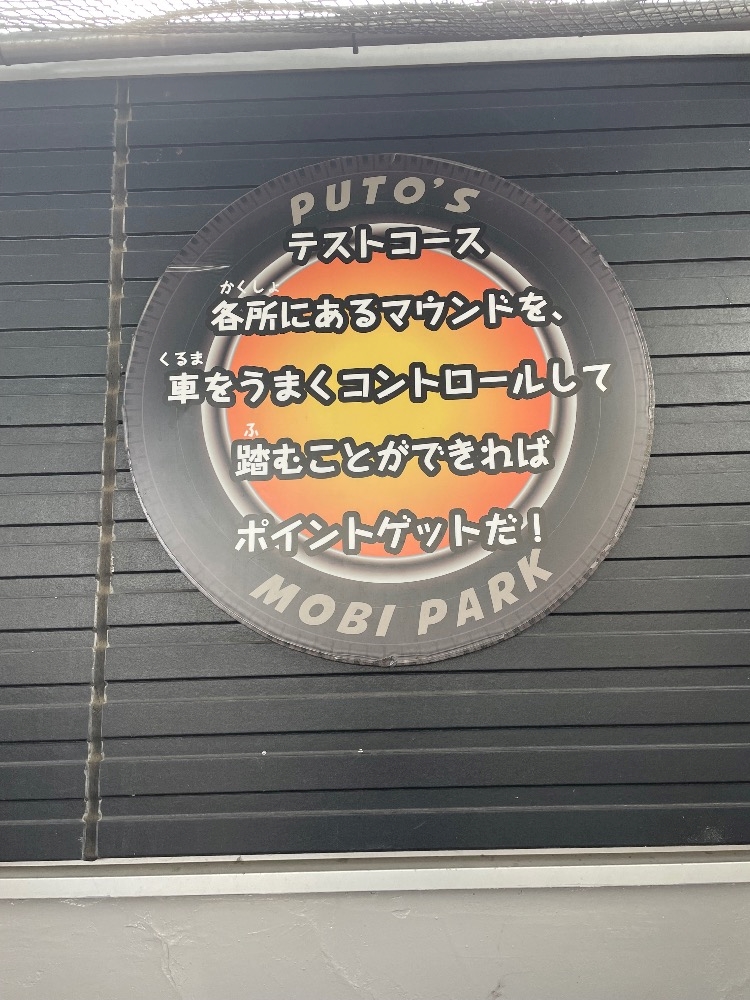 PUTO'S
テストコース
かくしょ
各所にあるマウンドを、
くるま
車をうまくコントロールして
ふ
踏むことができれば
ポイントゲットだ！
MOBI PARK